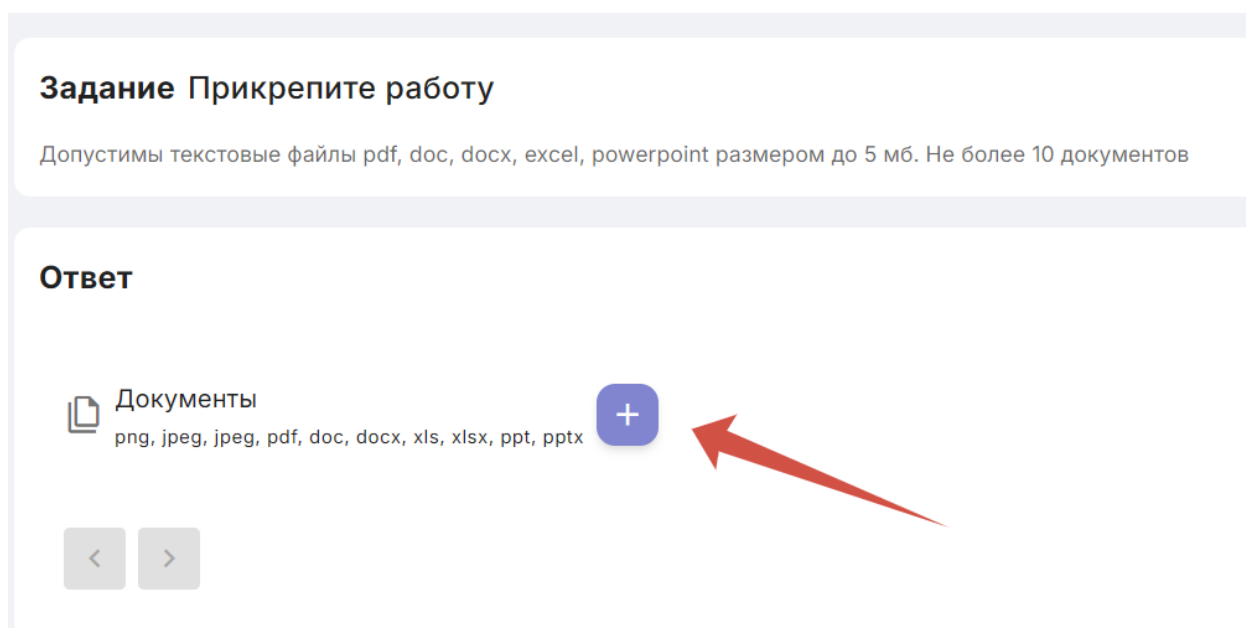 Задание Прикрепите работу
Допустимы текстовые файлы pdf, doc, docx, excel, powerpoint размером до 5 мб. Не более 10 документов
Ответ
Документы
png, jpeg, jpeg, pdf, doc, docx, xls, xlsx, ppt, pptx